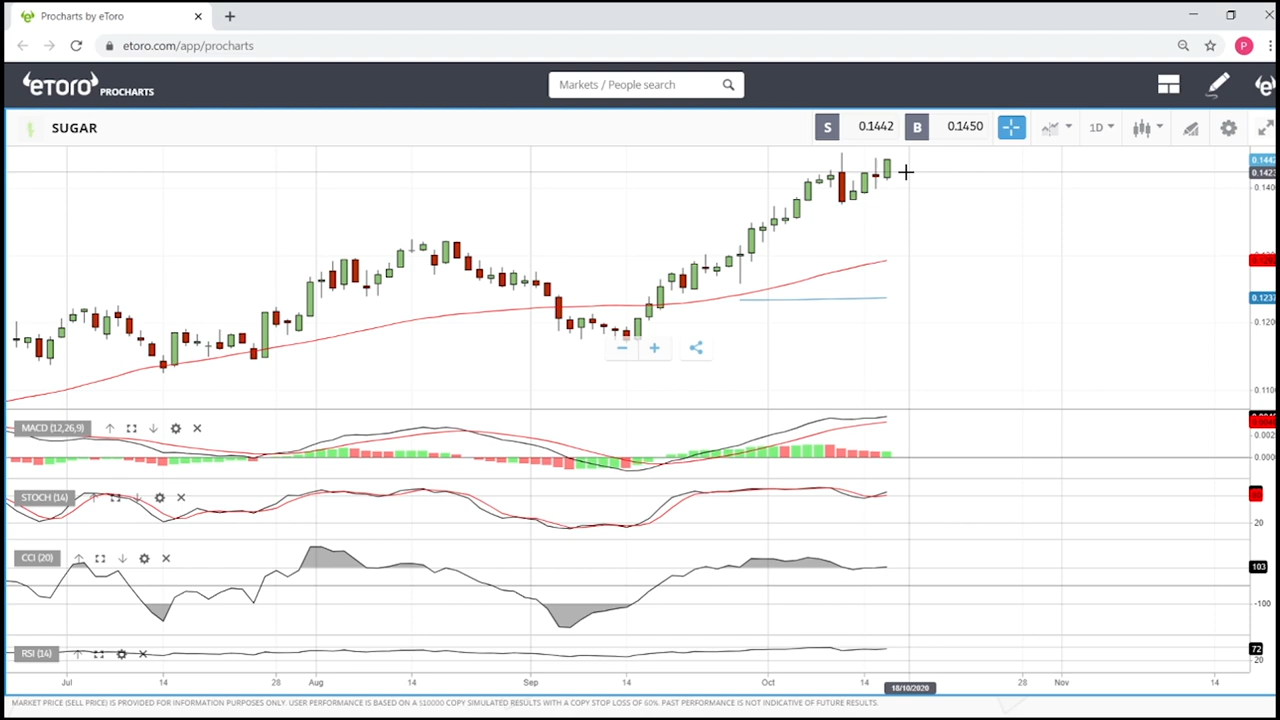 Procharts by eToro
etoro.com/app/procharts
P
eToro PROCHARTS
Markets / People search
SUGAR
S 0.1442 B 0.1450 1D
0.1442
0.1423
0.1400
0.1237
0.1200
0.1100
MACD (12,26,9)
0.002
0.000
STOCH (14)
20
CCI (20)
103
-100
RSI (14)
72
20
Jul 14 28 Aug 14 Sep 14 Oct 14 28 Nov 14
18/10/2020
MARKET PRICE (SELL PRICE) IS PROVIDED FOR INFORMATION PURPOSES ONLY. USER PERFORMANCE IS BASED ON A $10000 COPY SIMULATED RESULTS WITH A COPY STOP LOSS OF 60%. PAST PERFORMANCE IS NOT INDICATIVE OF FUTURE RESULTS.